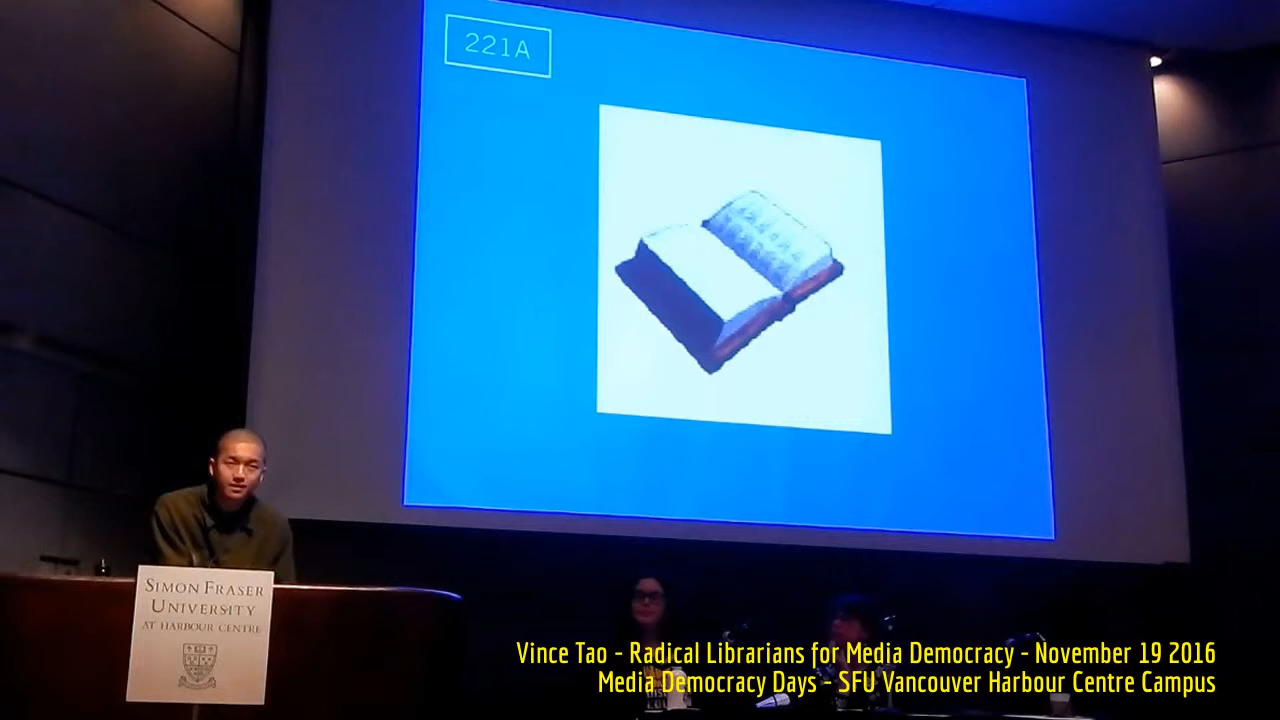 221A
SIMON FRASER
UNIVERSITY
AT HARBOUR CENTRE
Vince Tao - Radical Librarians for Media Democracy - November 19 2016
Media Democracy Days - SFU Vancouver Harbour Centre Campus